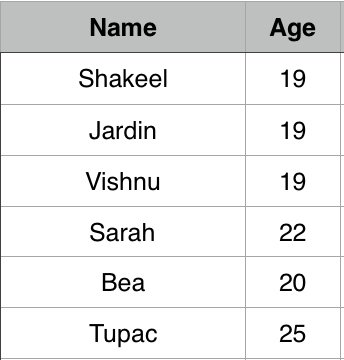 Name Age
Shakeel 19
Jardin 19
Vishnu 19
Sarah 22
Bea 20
Tupac 25